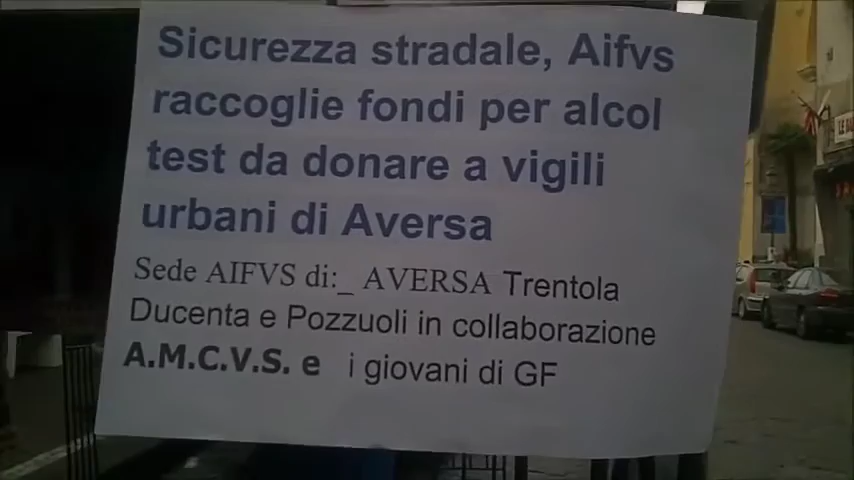 Sicurezza stradale, Aifvs
raccoglie fondi per alcol
test da donare a vigili
urbani di Aversa
Sede AIFVS di:_ AVERSA Trentola
Ducenta e Pozzuoli in collaborazione
A.M.C.V.S. e i giovani di GF